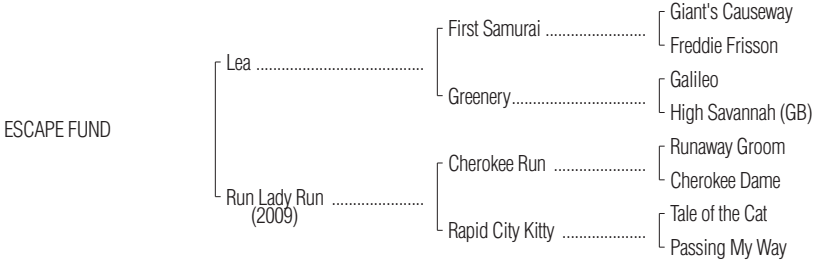 Giant's Causeway
First Samurai ........................
Freddie Frisson
Lea ........................................
Galileo
Greenery................................
High Savannah (GB)
ESCAPE FUND
Runaway Groom
Cherokee Run ......................
Cherokee Dame
Run Lady Run ......................
(2009)
Tale of the Cat
Rapid City Kitty ....................
Passing My Way